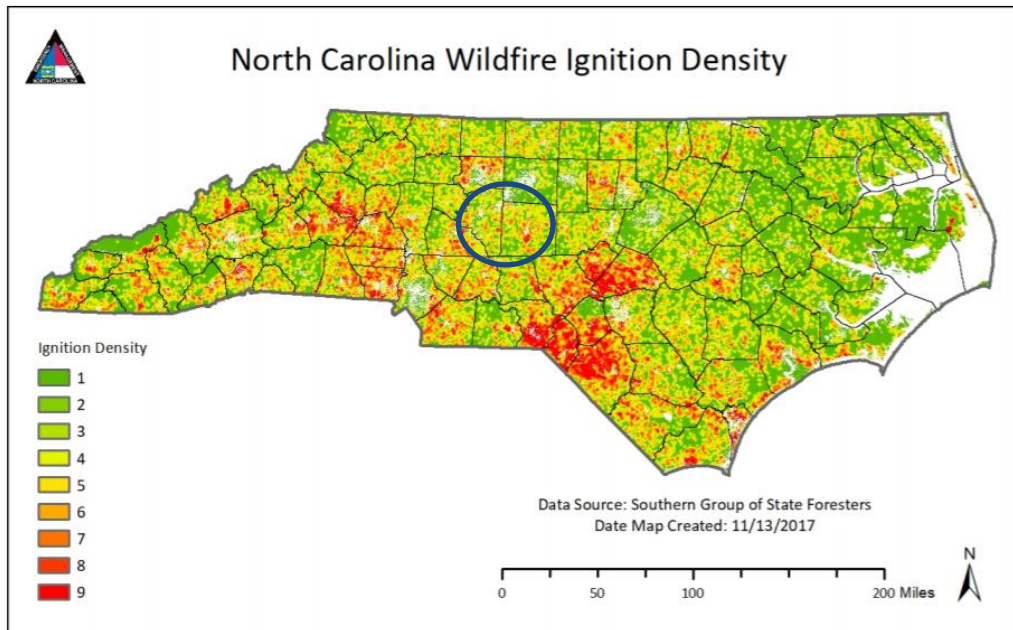 North Carolina Wildfire Ignition Density
Ignition Density
1
2
3
4
5
6
7
8
9
Data Source: Southern Group of State Foresters
Date Map Created: 11/13/2017
N
0 50 100 200 Miles